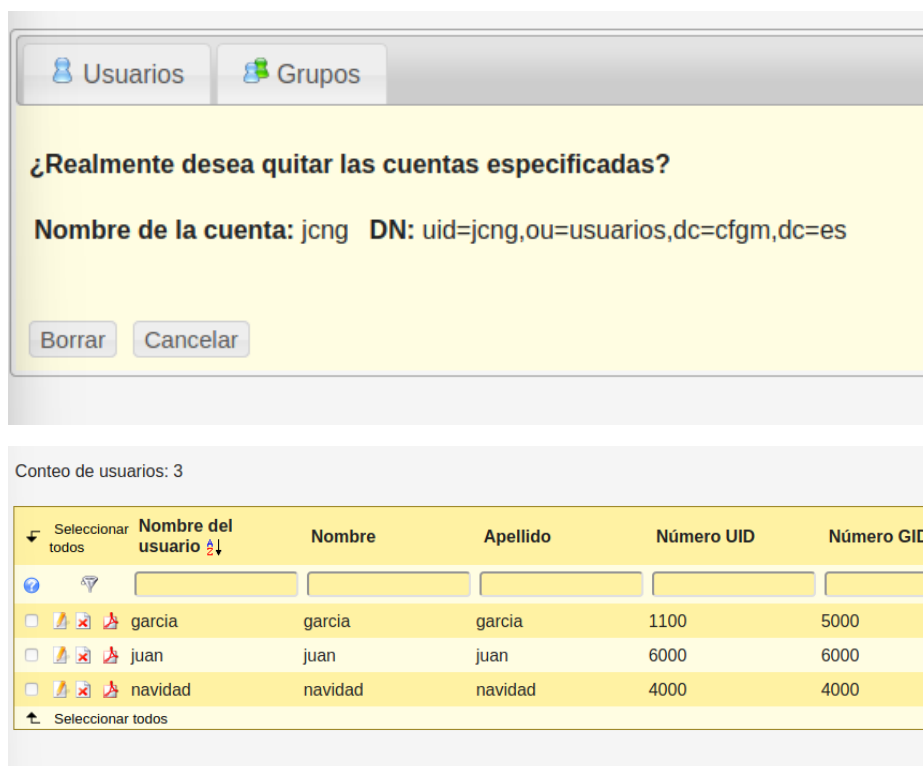 Usuarios Grupos
¿Realmente desea quitar las cuentas especificadas?
Nombre de la cuenta: jcng DN: uid=jcng,ou=usuarios,dc=cfgm,dc=es
Borrar Cancelar
Conteo de usuarios: 3
Seleccionar todos Nombre del usuario Nombre Apellido Número UID Número GID
garcia garcia garcia 1100 5000
juan juan juan 6000 6000
navidad navidad navidad 4000 4000
Seleccionar todos